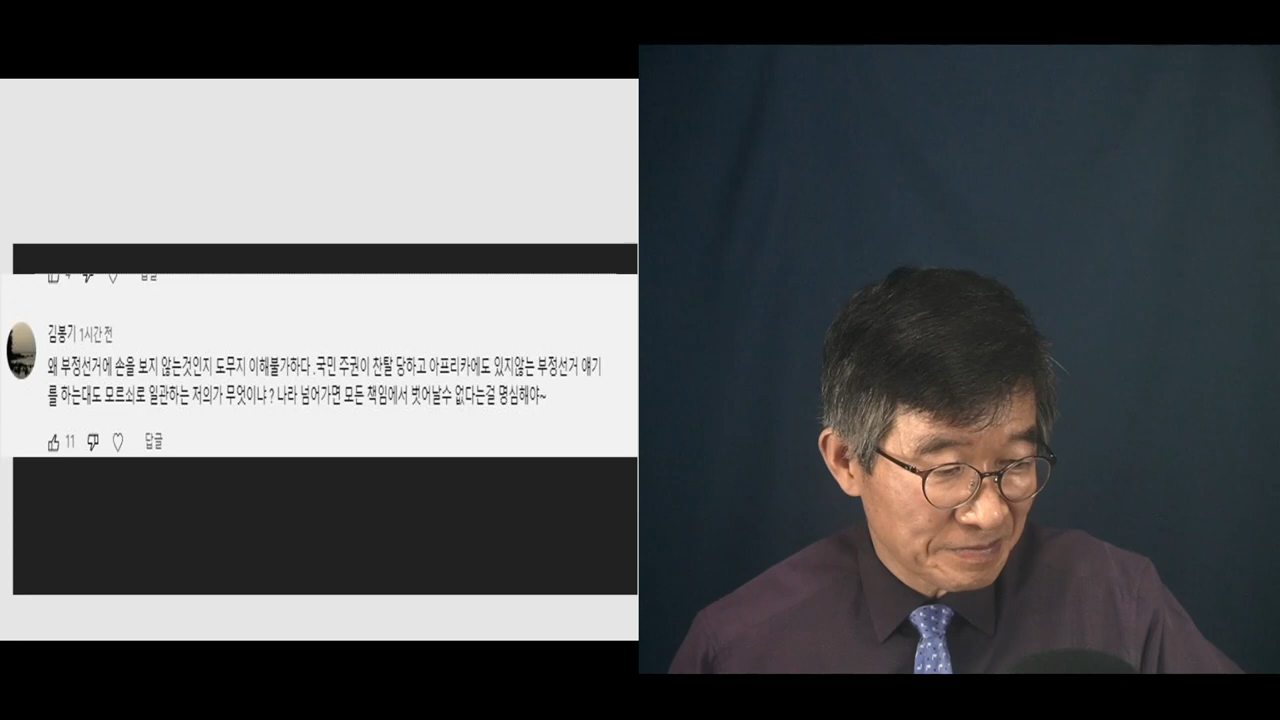 답글
김봉기 1시간 전
왜 부정선거에 손을 보지 않는것인지 도무지 이해불가하다. 국민 주권이 찬탈 당하고 아프리카에도 있지않는 부정선거 얘기
를 하는대도 모르쇠로 일관하는 저의가 무엇이냐 ? 나라 넘어가면 모든 책임에서 벗어날수 없다는걸 명심해야~
11 답글